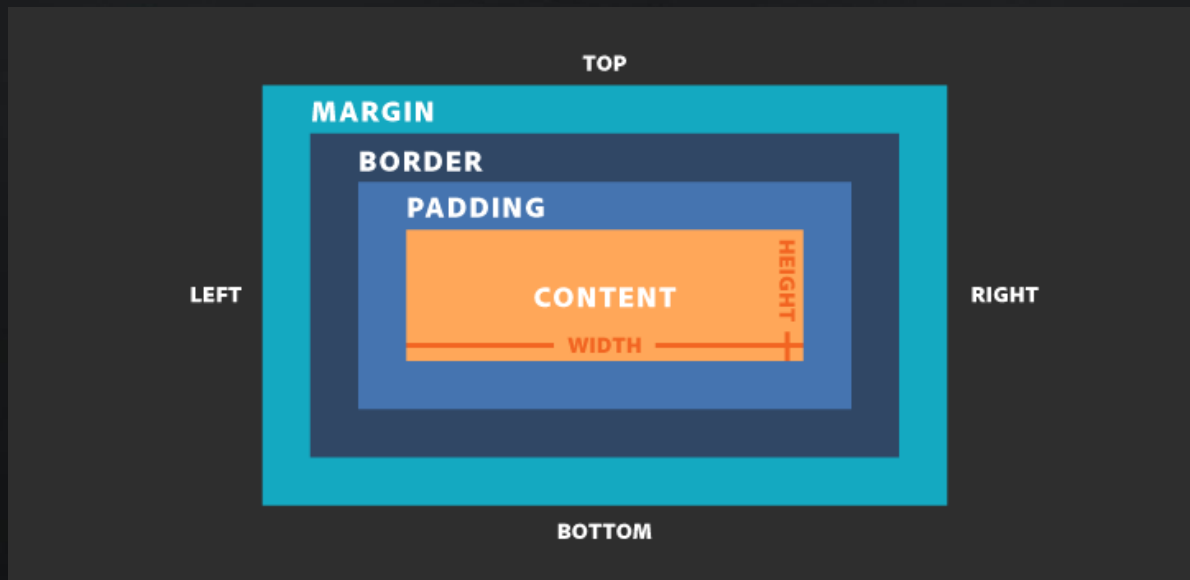 TOP
MARGIN
BORDER
PADDING
HEIGHT
LEFT
CONTENT
RIGHT
WIDTH
BOTTOM